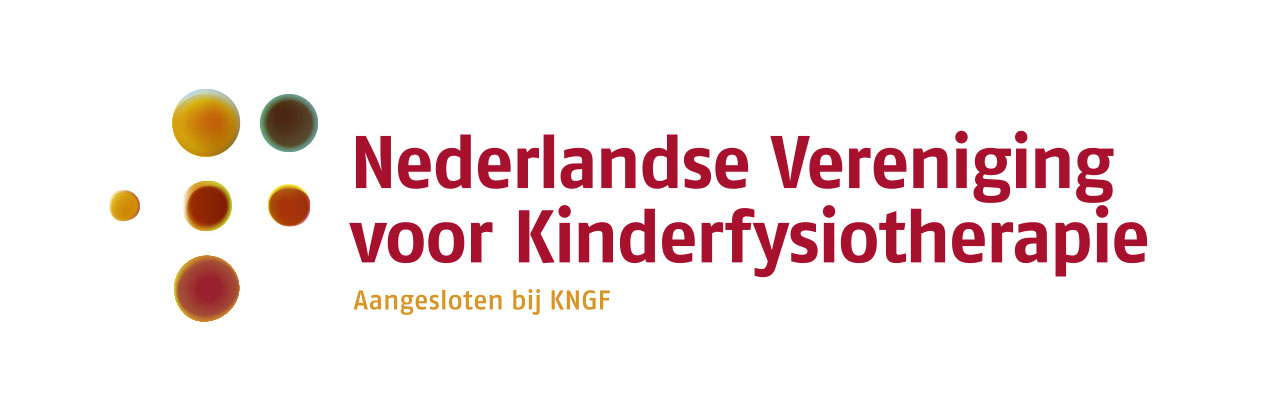 Nederlandse Vereniging
voor Kinderfysiotherapie
Aangesloten bij KNGF